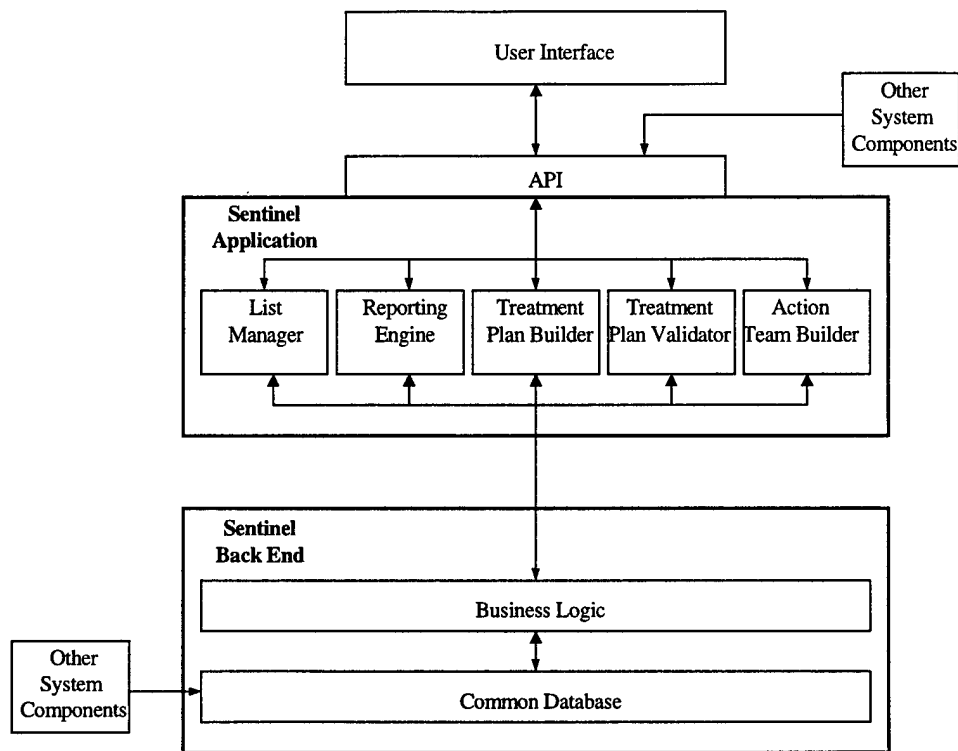 User Interface
Other
System
Components
API
Sentinel
Application
List
Manager
Reporting
Engine
Treatment
Plan Builder
Treatment
Plan Validator
Action
Team Builder
Sentinel
Back End
Business Logic
Other
System
Components
Common Database